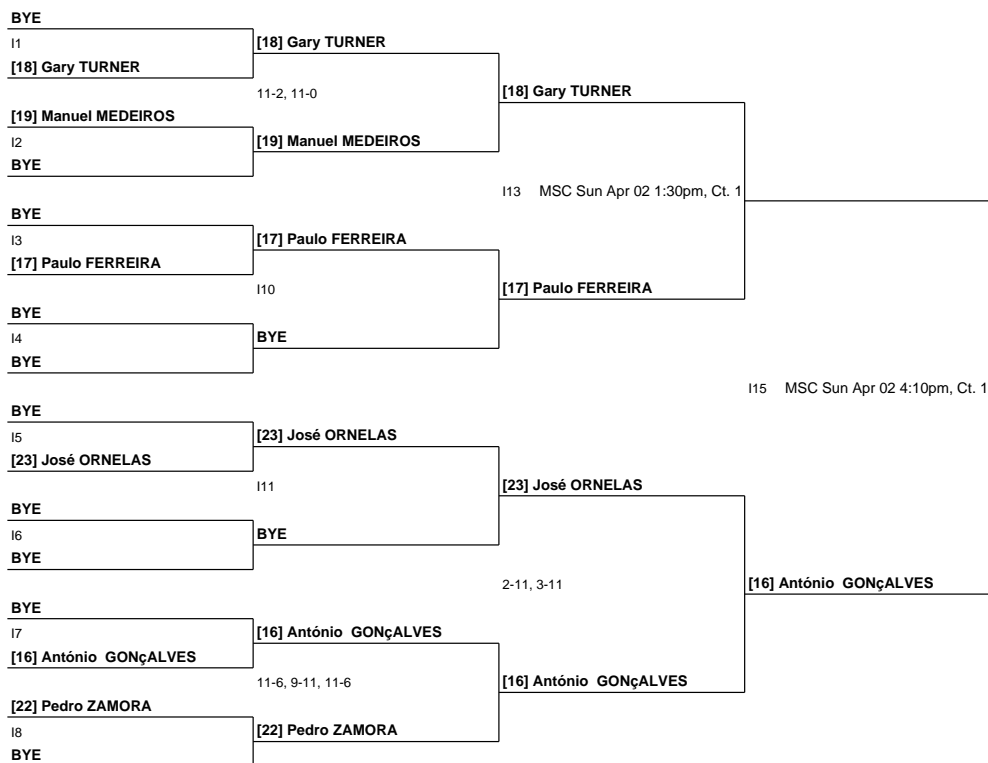 BYE
I1
[18] Gary TURNER
[18] Gary TURNER
11-2, 11-0
[18] Gary TURNER
[19] Manuel MEDEIROS
I2
[19] Manuel MEDEIROS
BYE
I13 MSC Sun Apr 02 1:30pm, Ct. 1
BYE
I3
[17] Paulo FERREIRA
[17] Paulo FERREIRA
I10
[17] Paulo FERREIRA
BYE
I4
BYE
BYE
I15 MSC Sun Apr 02 4:10pm, Ct. 1
BYE
I5
[23] José ORNELAS
[23] José ORNELAS
I11
[23] José ORNELAS
BYE
I6
BYE
BYE
2-11, 3-11
[16] António GONçALVES
BYE
I7
[16] António GONçALVES
[16] António GONçALVES
11-6, 9-11, 11-6
[16] António GONçALVES
[22] Pedro ZAMORA
I8
[22] Pedro ZAMORA
BYE